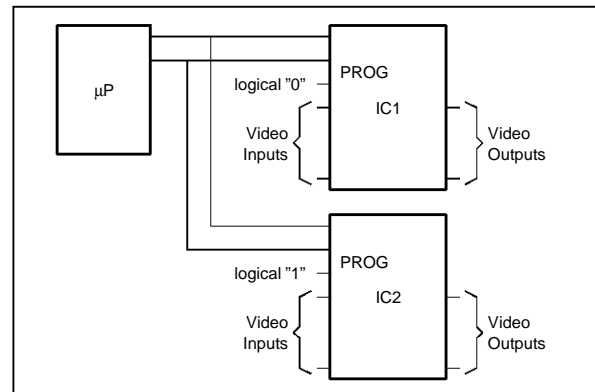 μP
PROG
logical "0"
IC1
Video
Inputs
Video
Outputs
PROG
logical "1"
IC2
Video
Inputs
Video
Outputs